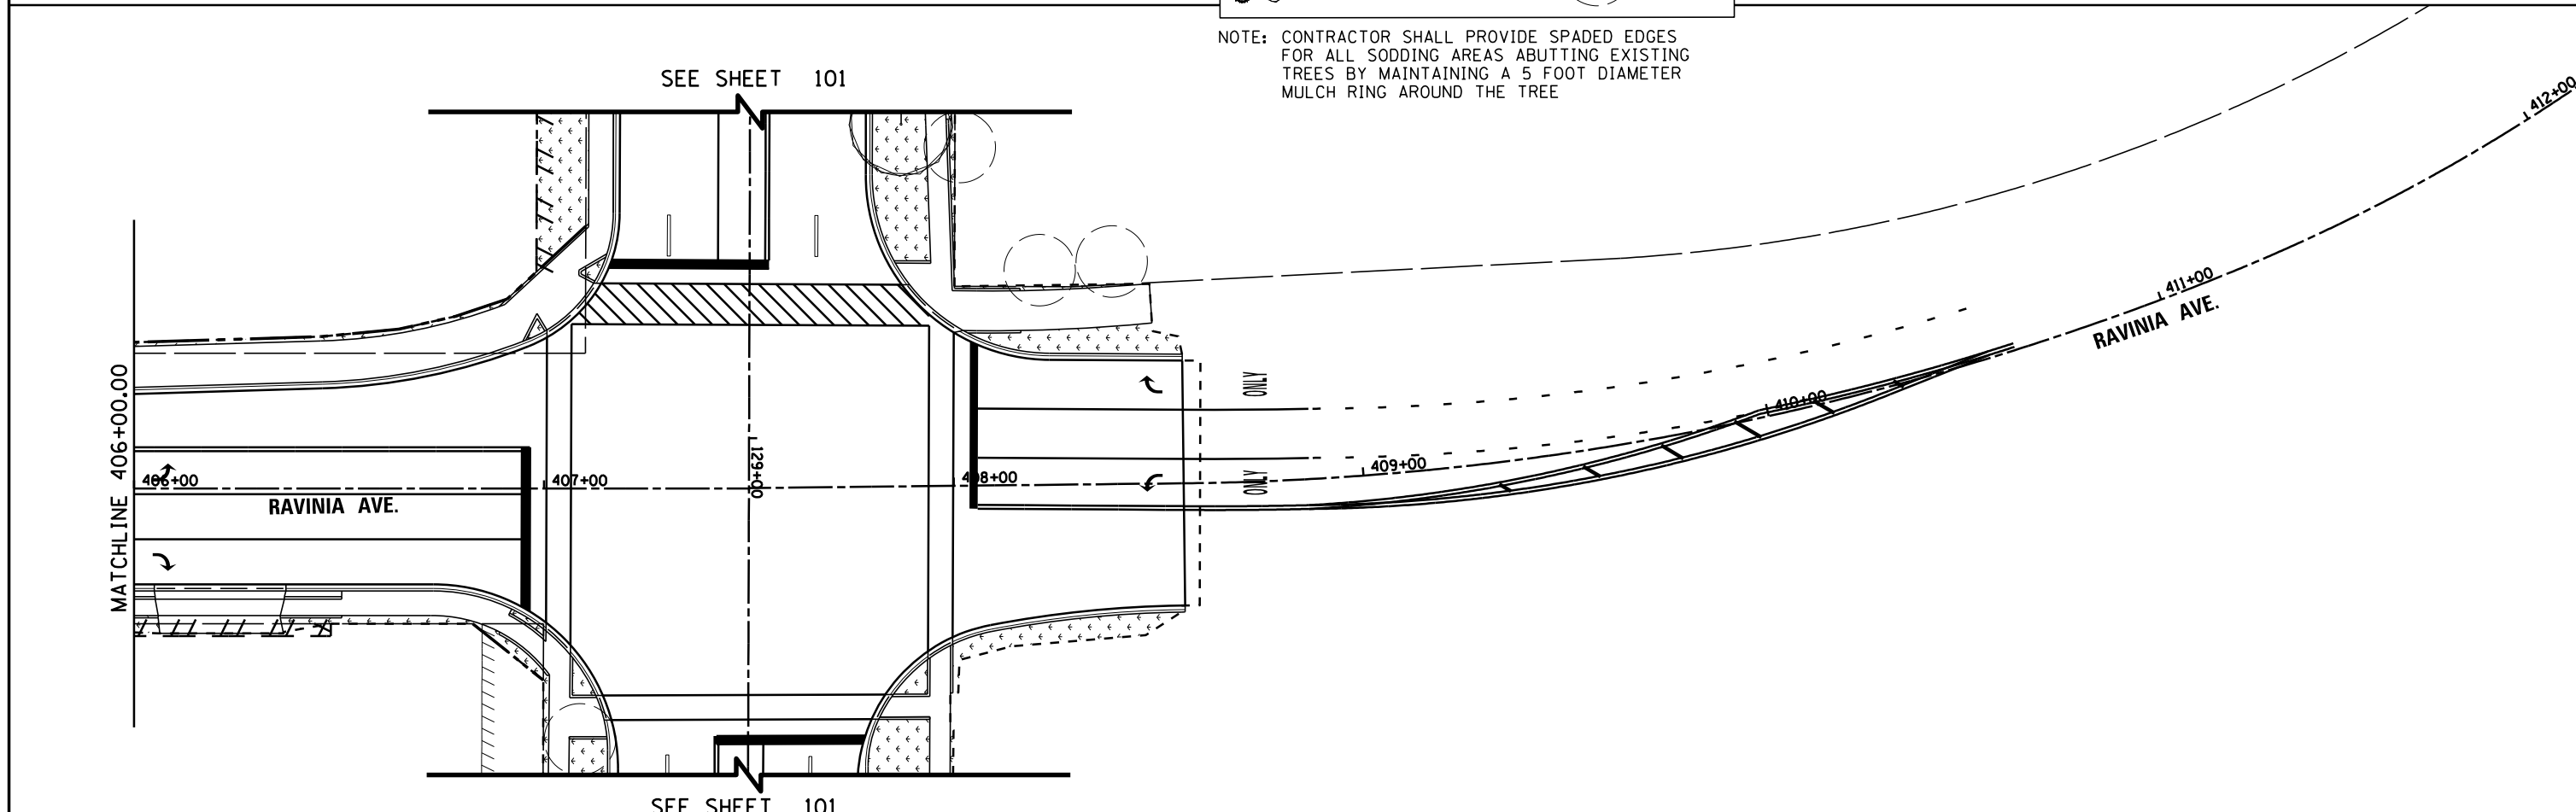 NOTE: CONTRACTOR SHALL PROVIDE SPADED EDGES
FOR ALL SODDING AREAS ABUTTING EXISTING
TREES BY MAINTAINING A 5 FOOT DIAMETER
MULCH RING AROUND THE TREE
SEE SHEET 101
412+00
411+00
RAVINIA AVE.
410+00
ONLY
409+00
ONLY
408+00
129+00
407+00
406+00
RAVINIA AVE.
MATCHLINE 406+00.00
SEE SHEET 101